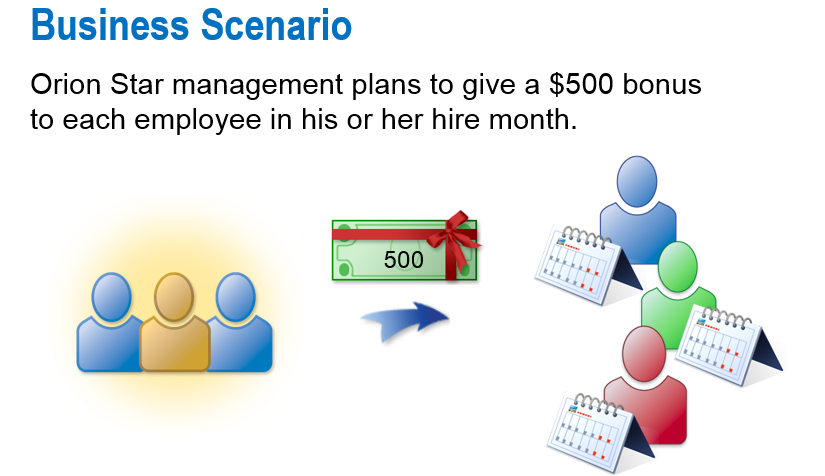 Business Scenario
Orion Star management plans to give a $500 bonus
to each employee in his or her hire month.
500